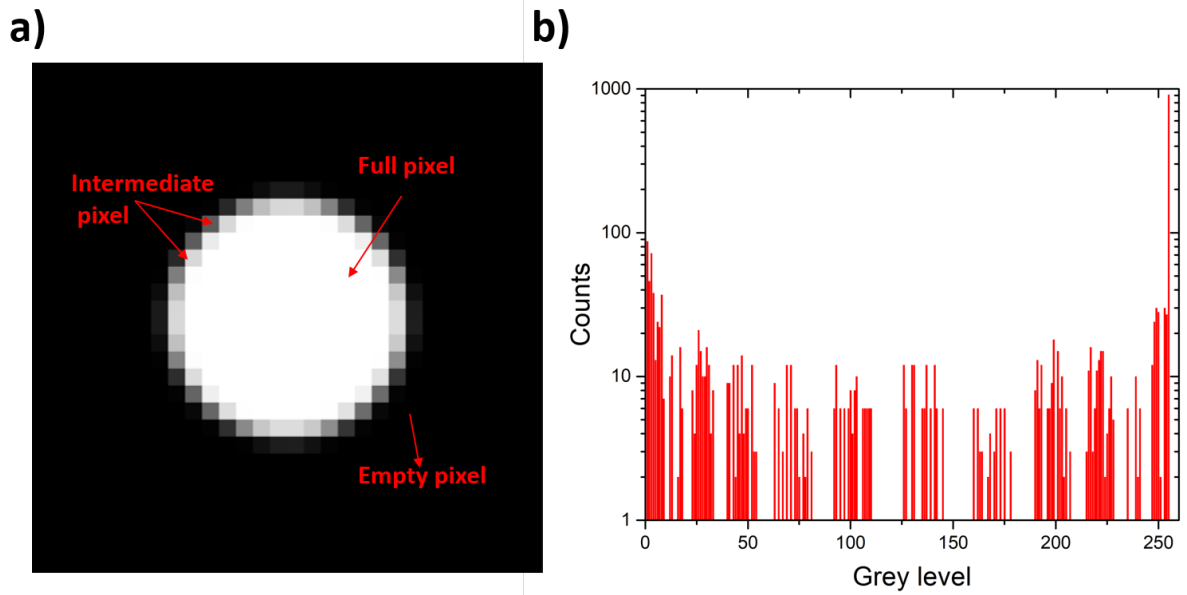 a)
Intermediate
pixel
Full pixel
Empty pixel
b)
Counts
1000
100
10
1
0
50
100
150
200
250
Grey level